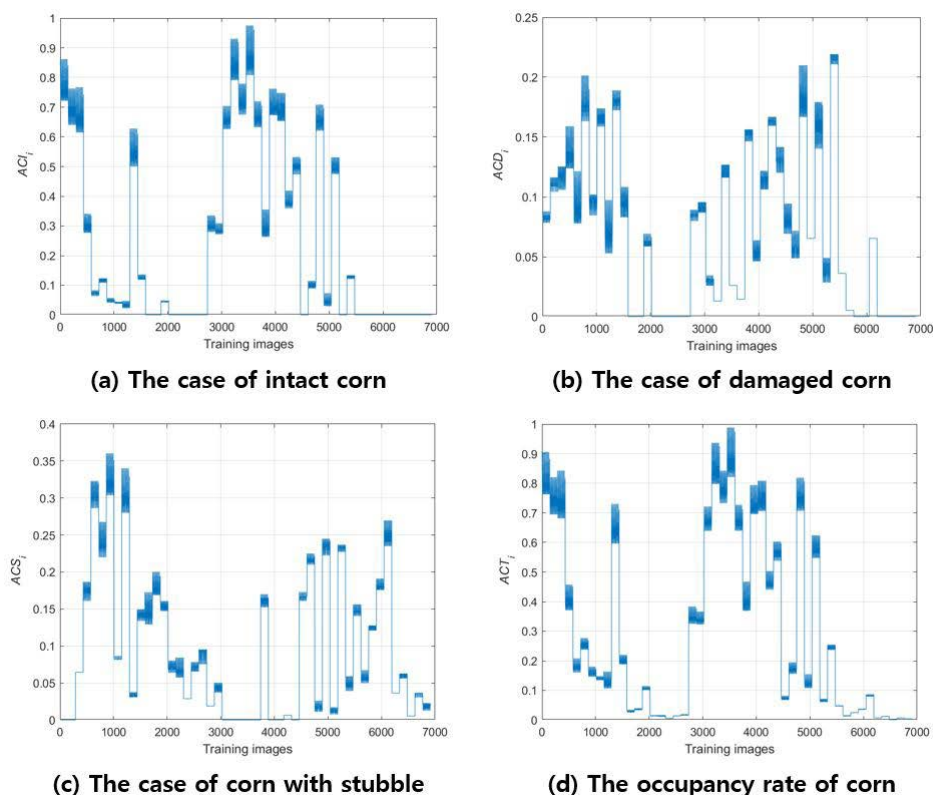 1
0.9
0.8
0.7
0.6
0.5
0.4
0.3
0.2
0.1
0
ACI_i
0 1000 2000 3000 4000 5000 6000 7000
Training images
(a) The case of intact corn
0.25
0.2
0.15
0.1
0.05
0
ACD_i
0 1000 2000 3000 4000 5000 6000 7000
Training images
(b) The case of damaged corn
0.4
0.35
0.3
0.25
0.2
0.15
0.1
0.05
0
ACS_i
0 1000 2000 3000 4000 5000 6000 7000
Training images
(c) The case of corn with stubble
1
0.9
0.8
0.7
0.6
0.5
0.4
0.3
0.2
0.1
0
ACT_i
0 1000 2000 3000 4000 5000 6000 7000
Training images
(d) The occupancy rate of corn